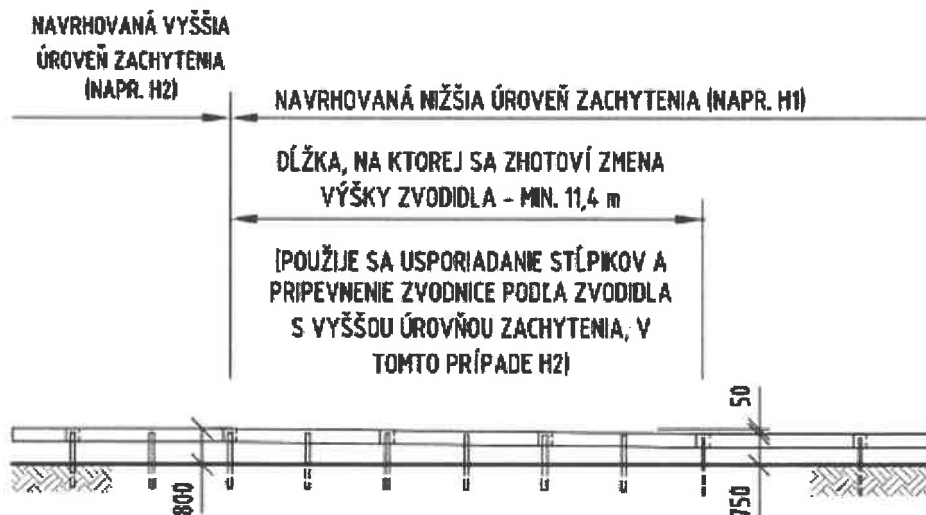 NAVRHOVANÁ VYŠŠIA
ÚROVEŇ ZACHYTENIA
(NAPR. H2)
NAVRHOVANÁ NIŽŠIA ÚROVEŇ ZACHYTENIA (NAPR. H1)
DĹŽKA, NA KTOREJ SA ZHOTOVÍ ZMENA
VÝŠKY ZVODIDLA - MIN. 11,4 m
(POUŽIJE SA USPORIADANIE STĹPIKOV A
PRIPEVNENIE ZVODNICE PODĽA ZVODIDLA
S VYŠŠOU ÚROVŇOU ZACHYTENIA, V
TOMTO PRÍPADE H2)
50
800
750